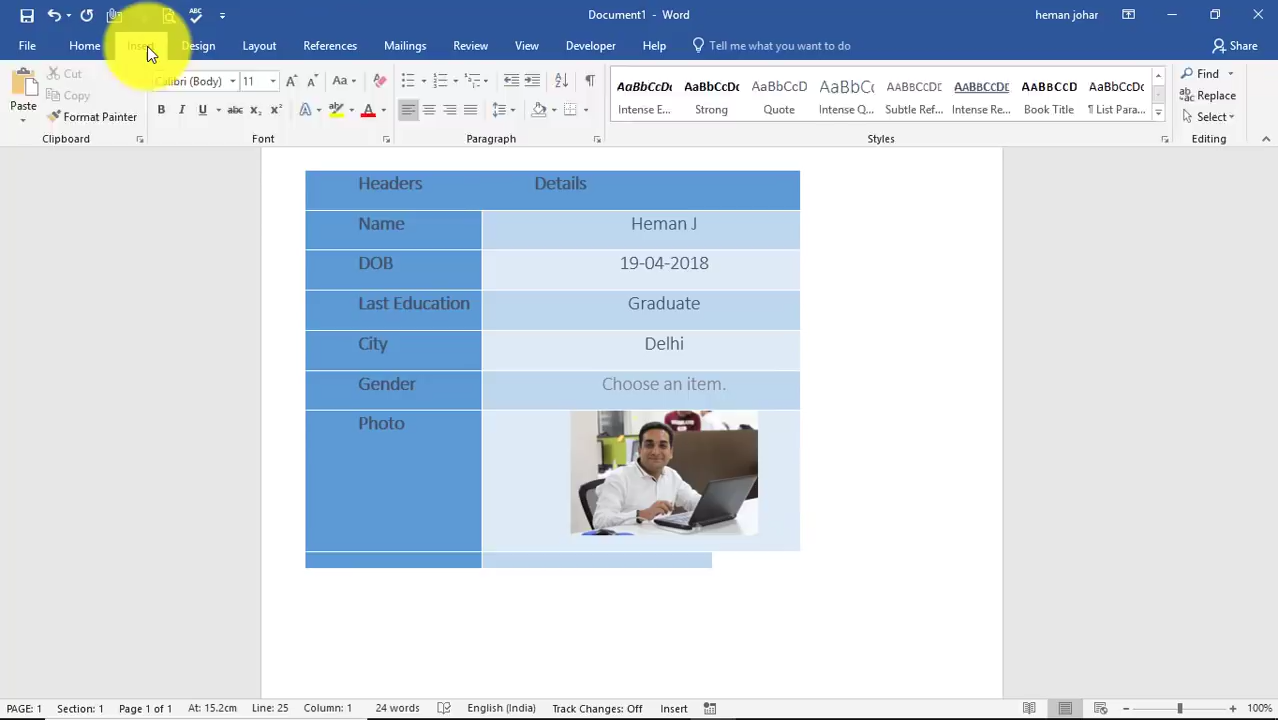 Document1 - Word
heman johar
File Home Insert Design Layout References Mailings Review View Developer Help Tell me what you want to do Share
Paste
Cut
Copy
Format Painter
Clipboard
Calibri (Body) 11
Font
Paragraph
AaBbCcDc AaBbCcDc AaBbCcDc AaBbCcDc AaBbCcD AaBbCcDc
Intense E... Strong Quote Intense Q... Subtle Ref... Intense Re... Book Title ¶ List Para...
Styles
Find
Replace
Select
Editing
Headers Details
Name Heman J
DOB 19-04-2018
Last Education Graduate
City Delhi
Gender Choose an item.
Photo
PAGE: 1 Section: 1 Page 1 of 1 At: 15.2cm Line: 25 Column: 1 24 words English (India) Track Changes: Off Insert 100%